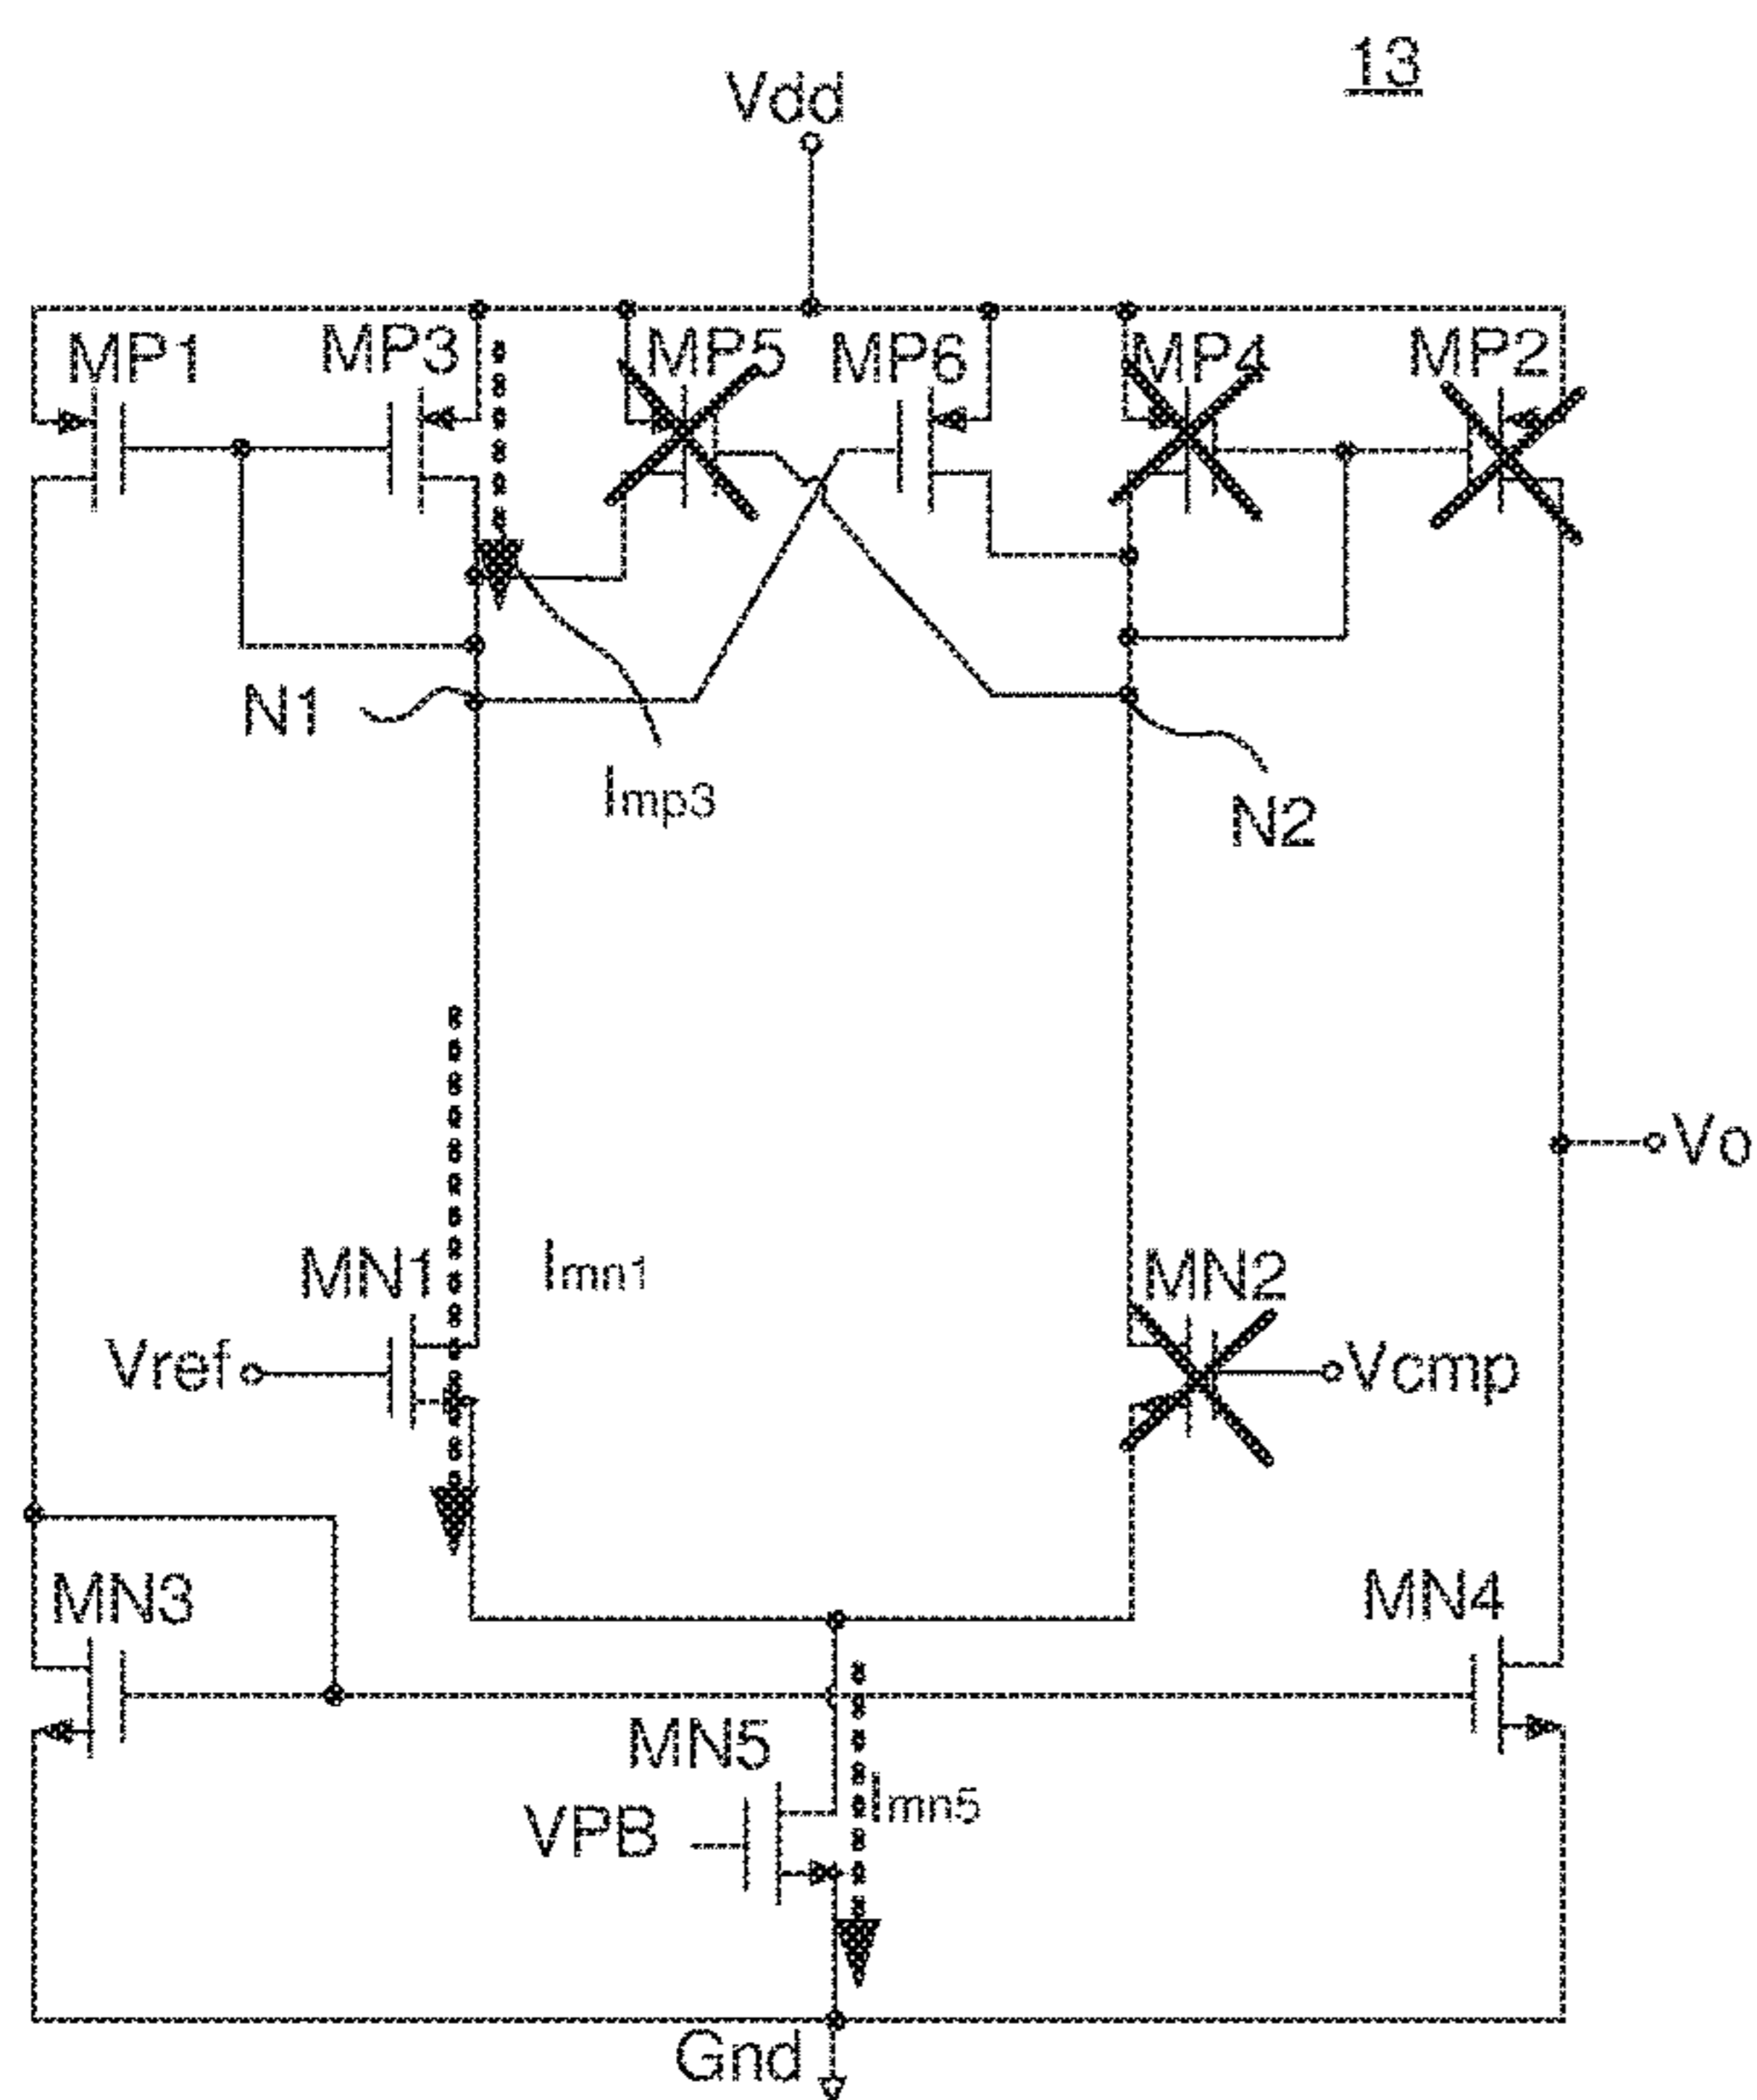 13
Vdd
MP1 MP3 MP5 MP6 MP4 MP2
N1
Imp3
N2
Vo
MN1 Imn1 MN2
Vref Vcmp
MN3 MN4
MN5
Imn5
VPB
Gnd